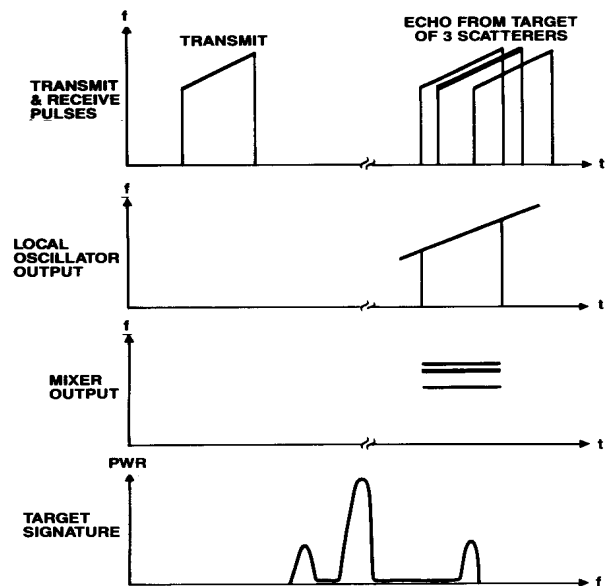 f
TRANSMIT
ECHO FROM TARGET
OF 3 SCATTERERS
TRANSMIT
& RECEIVE
PULSES
t
f
LOCAL
OSCILLATOR
OUTPUT
t
f
MIXER
OUTPUT
t
PWR
TARGET
SIGNATURE
f